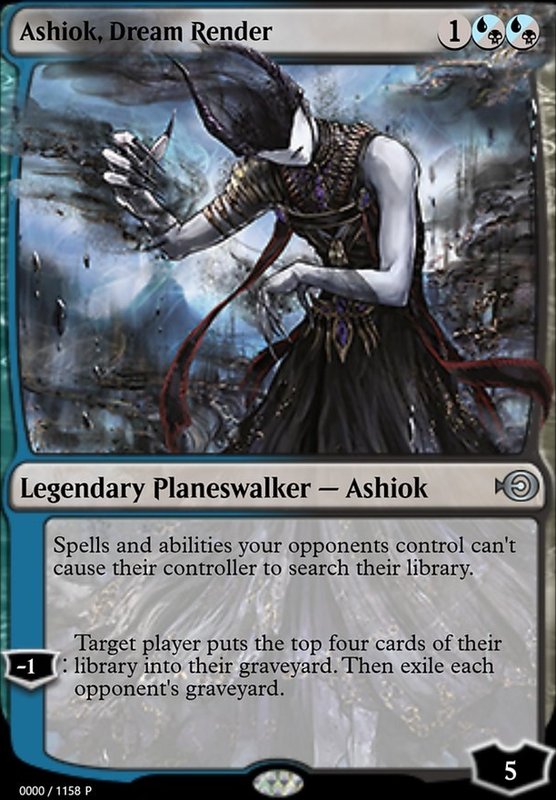 Ashiok, Dream Render 1
Legendary Planeswalker — Ashiok
Spells and abilities your opponents control can't
cause their controller to search their library.
-1 : Target player puts the top four cards of their
library into their graveyard. Then exile each
opponent's graveyard.
5
0000 / 1158 P